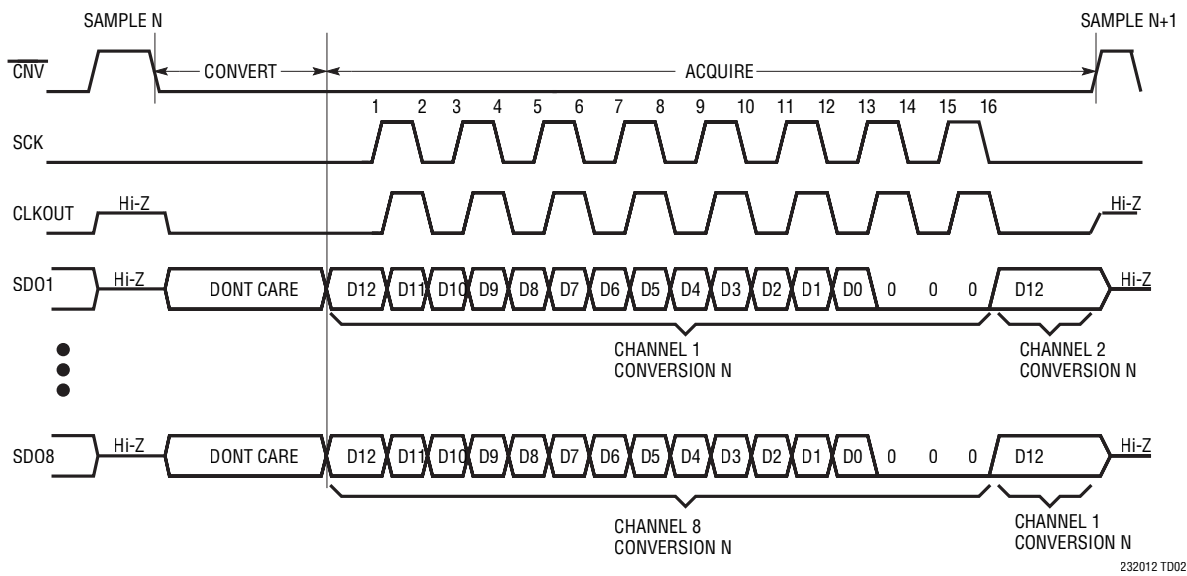 SAMPLE N
SAMPLE N+1
CNV
CONVERT
ACQUIRE
1 2 3 4 5 6 7 8 9 10 11 12 13 14 15 16
SCK
CLKOUT
Hi-Z
Hi-Z
SDO1
Hi-Z
DONT CARE
D12 D11 D10 D9 D8 D7 D6 D5 D4 D3 D2 D1 D0 0 0 0 D12
Hi-Z
CHANNEL 1
CONVERSION N
CHANNEL 2
CONVERSION N
SDO8
Hi-Z
DONT CARE
D12 D11 D10 D9 D8 D7 D6 D5 D4 D3 D2 D1 D0 0 0 0 D12
Hi-Z
CHANNEL 8
CONVERSION N
CHANNEL 1
CONVERSION N
232012 TD02